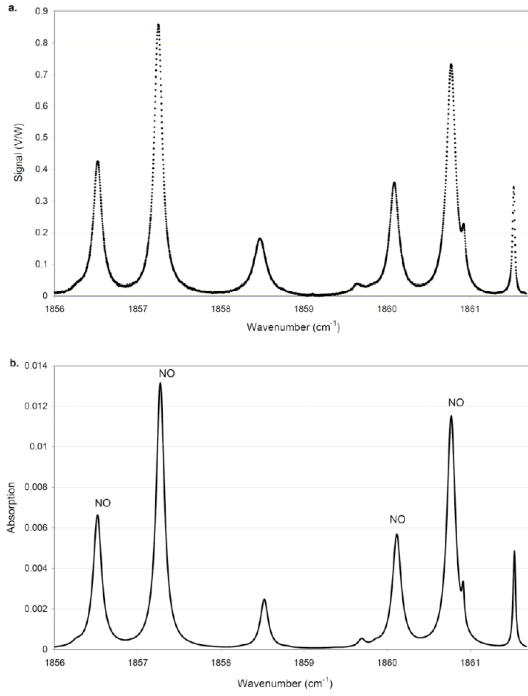 a.
0.9
0.8
0.7
0.6
0.5
0.4
0.3
0.2
0.1
0
Signal (V/W)
1856 1857 1858 1859 1860 1861
Wavenumber (cm⁻¹)
b.
0.014
0.012
0.01
0.008
0.006
0.004
0.002
0
Absorption
NO
NO
NO
NO
1856 1857 1858 1859 1860 1861
Wavenumber (cm⁻¹)